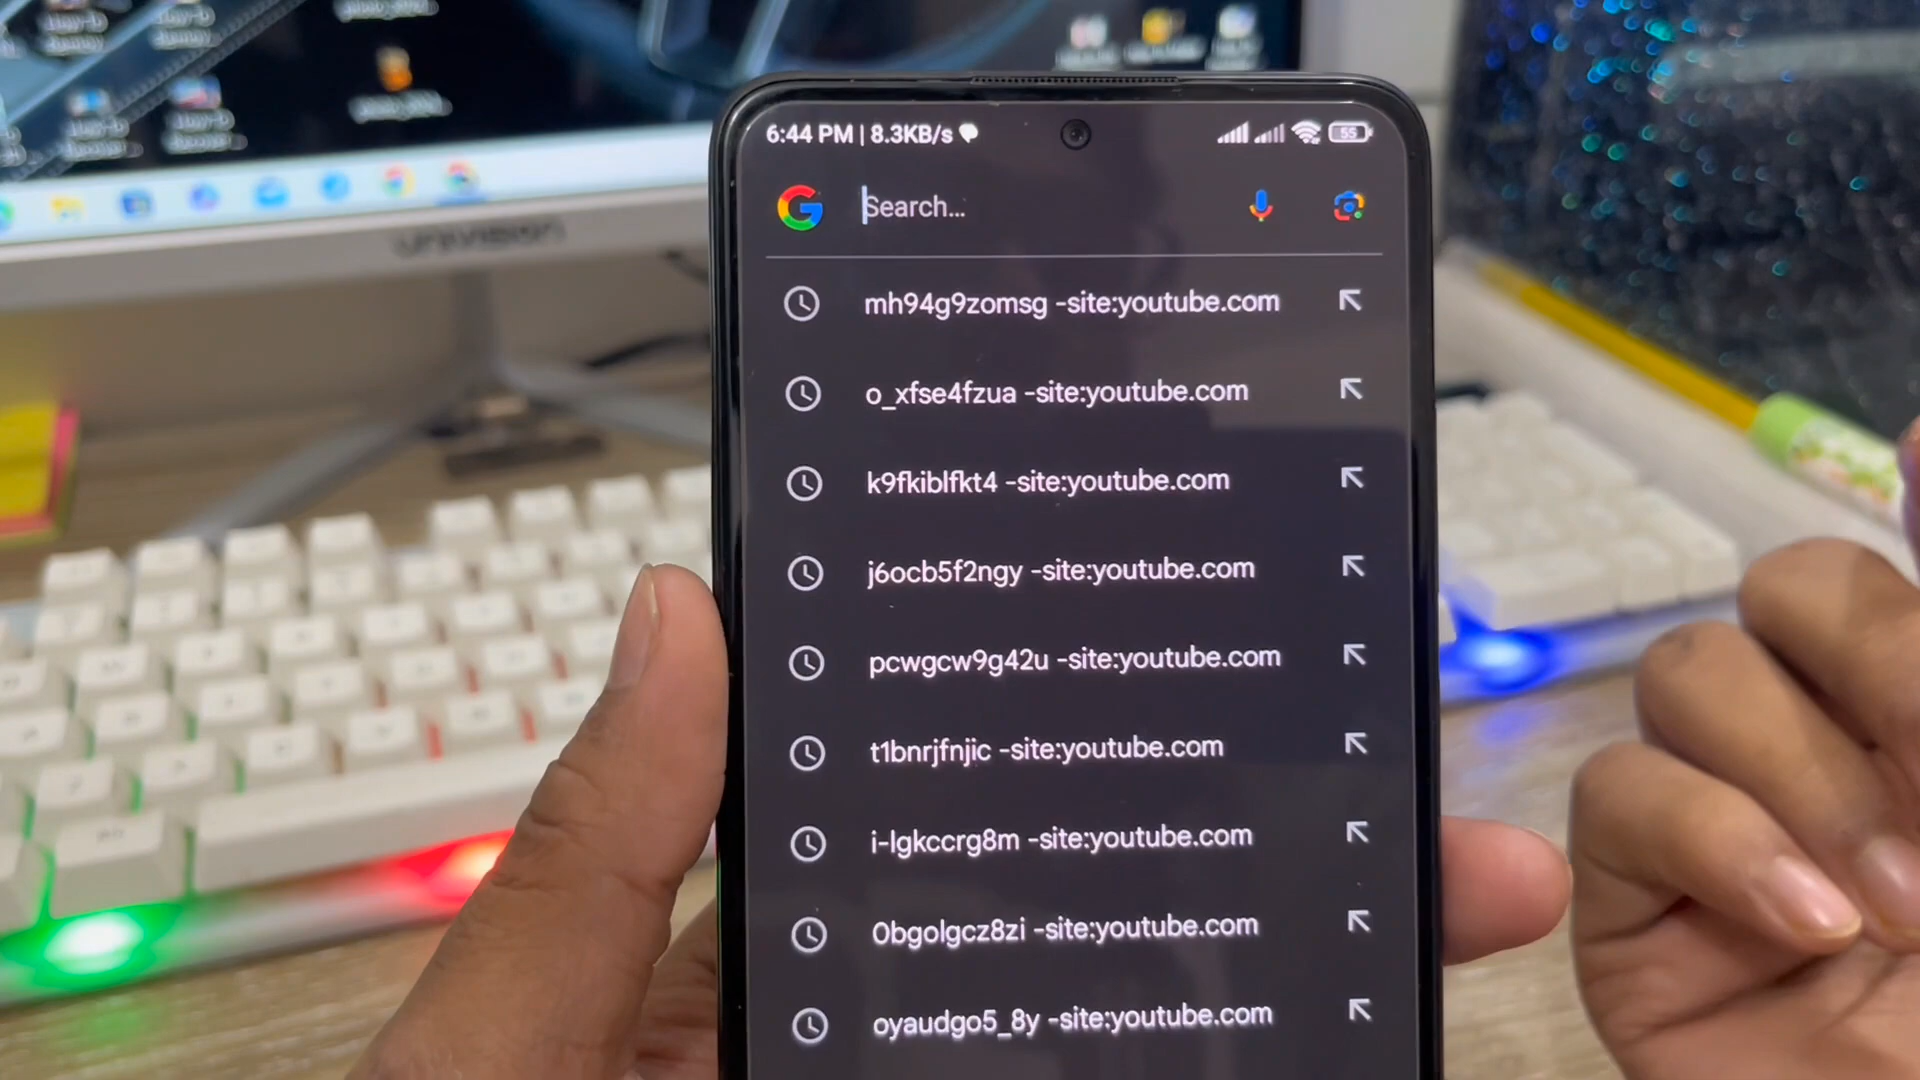 6:44 PM | 8.3KB/s
55
Search...
mh94g9zomsg -site:youtube.com
o_xfse4fzua -site:youtube.com
k9fkiblfkt4 -site:youtube.com
j6ocb5f2ngy -site:youtube.com
pcwgcw9g42u -site:youtube.com
t1bnrjfnjic -site:youtube.com
i-lgkccrg8m -site:youtube.com
0bgolgcz8zi -site:youtube.com
oyaudgo5_8y -site:youtube.com
UNIVISION